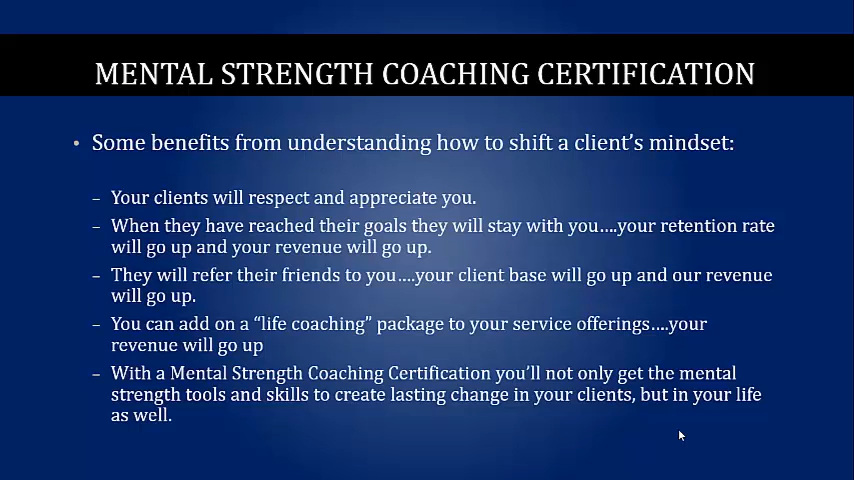 MENTAL STRENGTH COACHING CERTIFICATION
• Some benefits from understanding how to shift a client's mindset:
– Your clients will respect and appreciate you.
– When they have reached their goals they will stay with you….your retention rate
will go up and your revenue will go up.
– They will refer their friends to you….your client base will go up and our revenue
will go up.
– You can add on a “life coaching” package to your service offerings….your
revenue will go up
– With a Mental Strength Coaching Certification you'll not only get the mental
strength tools and skills to create lasting change in your clients, but in your life
as well.